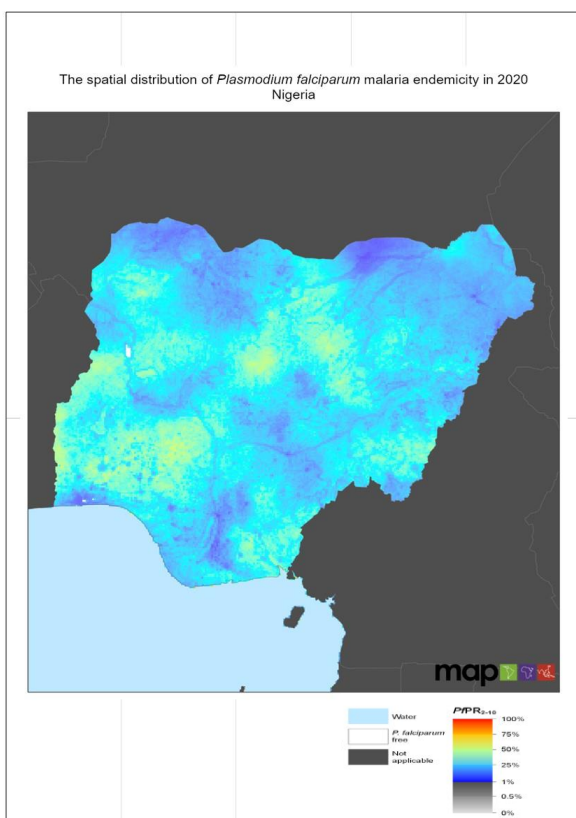 The spatial distribution of Plasmodium falciparum malaria endemicity in 2020
Nigeria
map
Water
P. falciparum
free
Not
applicable
PfPR2-10
100%
75%
50%
25%
1%
0.5%
0%